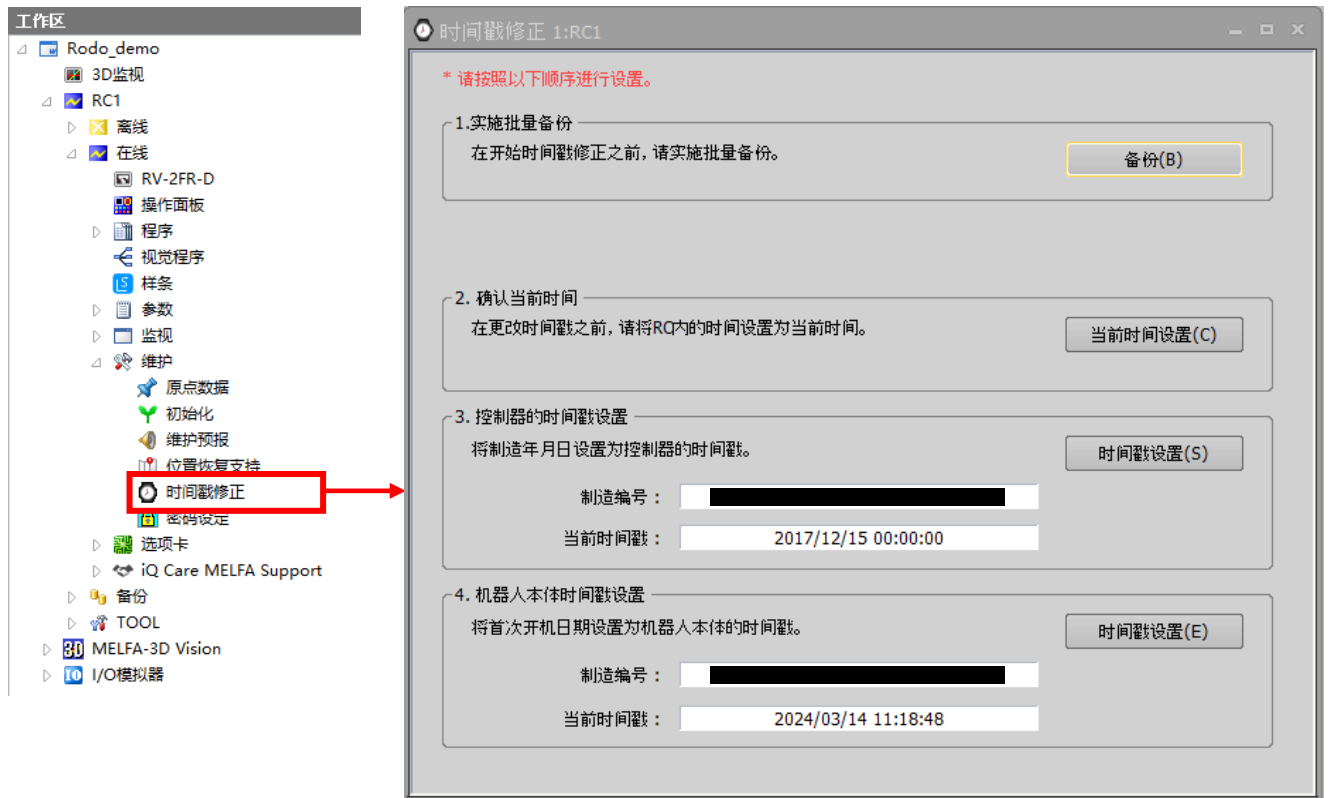 工作区
Rodo_demo
3D监视
RC1
离线
在线
RV-2FR-D
操作面板
程序
视觉程序
样条
参数
监视
维护
原点数据
初始化
维护预报
位置恢复支持
时间戳修正
密码设定
选项卡
iQ Care MELFA Support
备份
TOOL
MELFA-3D Vision
I/O模拟器
时间戳修正 1:RC1
* 请按照以下顺序进行设置。
1.实施批量备份
在开始时间戳修正之前，请实施批量备份。
备份(B)
2. 确认当前时间
在更改时间戳之前，请将RC内的时间设置为当前时间。
当前时间设置(C)
3. 控制器的时间戳设置
将制造年月日设置为控制器的时间戳。
时间戳设置(S)
制造编号：
当前时间戳： 2017/12/15 00:00:00
4. 机器人本体时间戳设置
将首次开机日期设置为机器人本体的时间戳。
时间戳设置(E)
制造编号：
当前时间戳： 2024/03/14 11:18:48